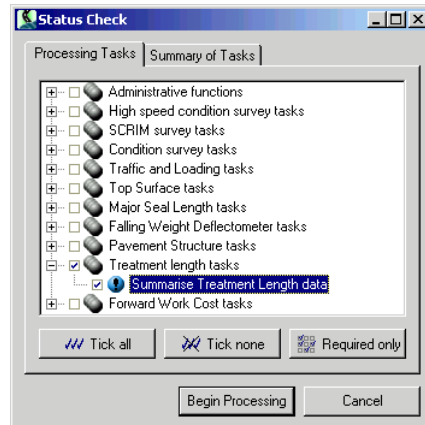 Status Check
Processing Tasks Summary of Tasks
Administrative functions
High speed condition survey tasks
SCRIM survey tasks
Condition survey tasks
Traffic and Loading tasks
Top Surface tasks
Major Seal Length tasks
Falling Weight Deflectometer tasks
Pavement Structure tasks
Treatment length tasks
Summarise Treatment Length data
Forward Work Cost tasks
Tick all Tick none Required only
Begin Processing Cancel